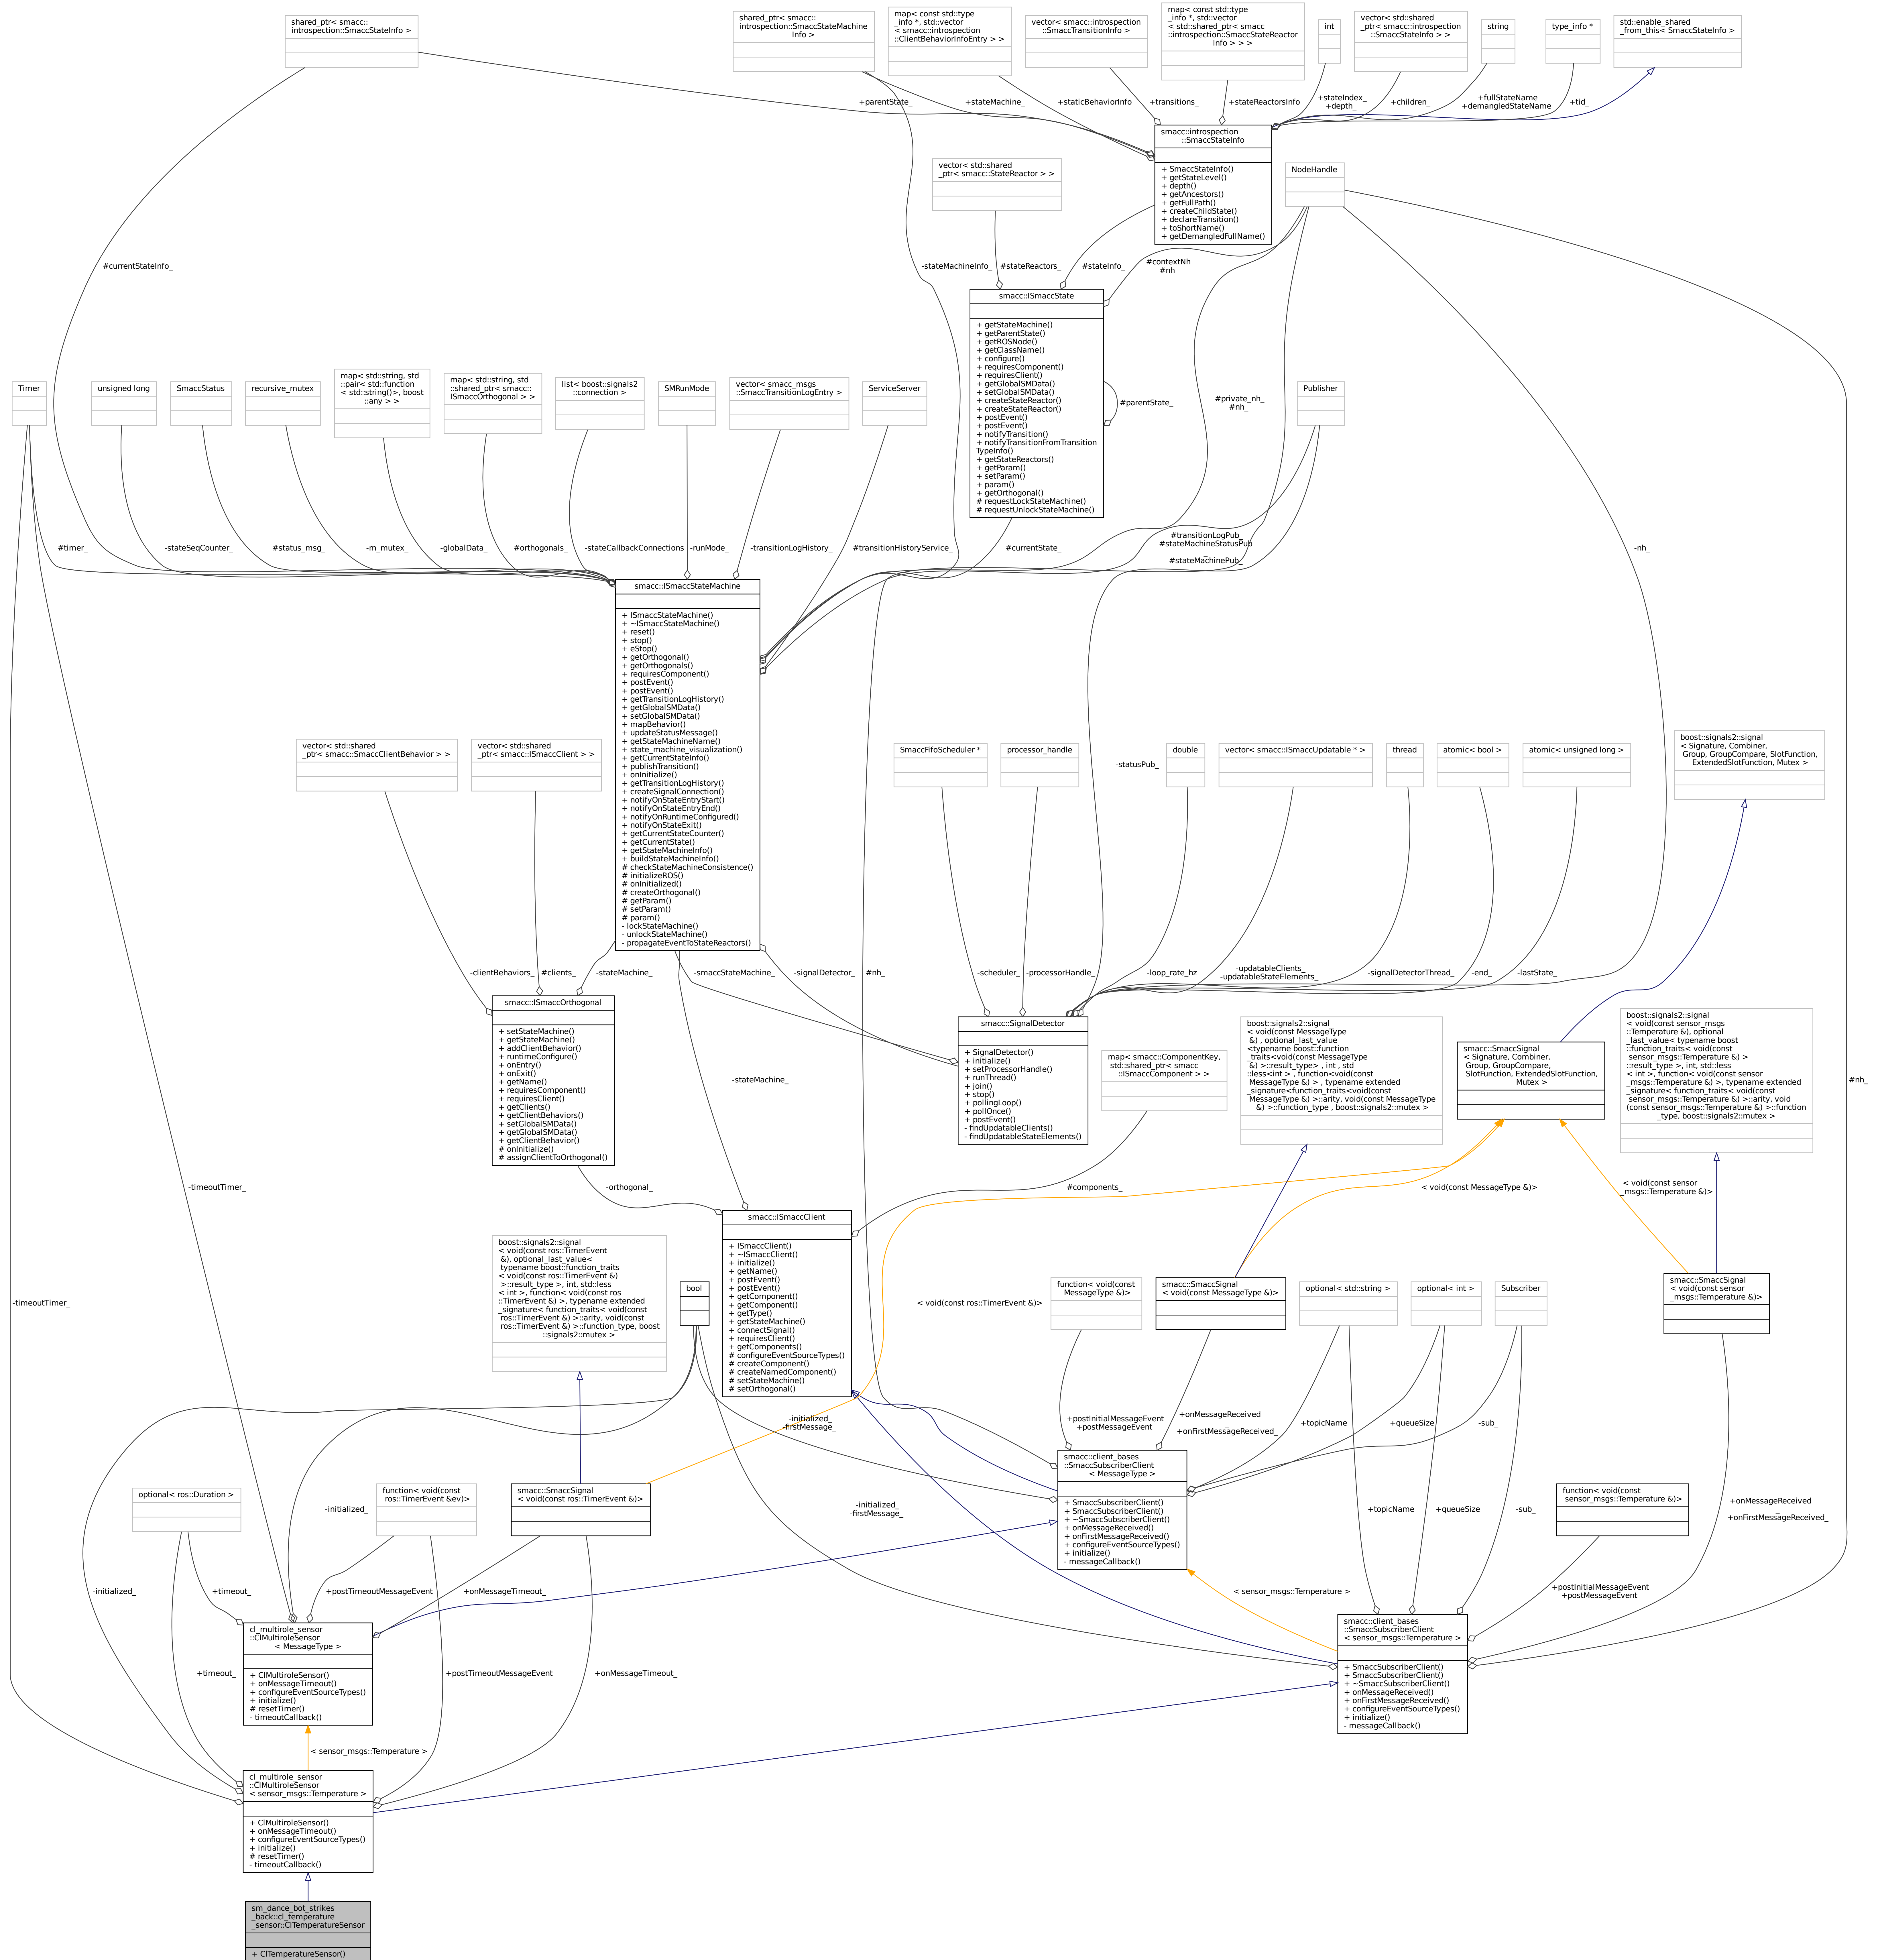 shared_ptr< smacc::
introspection::SmaccStateInfo >
shared_ptr< smacc::
introspection::SmaccStateMachine
Info >
map< const std::type
_info *, std::vector
< smacc::introspection
::ClientBehaviorInfoEntry > >
vector< smacc::introspection
::SmaccTransitionInfo >
map< const std::type
_info *, std::vector
< std::shared_ptr< smacc
::introspection::SmaccStateReactor
Info > > >
int
vector< std::shared
_ptr< smacc::introspection
::SmaccStateInfo > >
string
type_info *
std::enable_shared
_from_this< SmaccStateInfo >
+parentState_
+stateMachine_
+staticBehaviorInfo
+transitions_
+stateReactorsInfo
+stateIndex_
+depth_
+children_
+fullStateName
+demangledStateName
+tid_
smacc::introspection
::SmaccStateInfo
+ SmaccStateInfo()
+ getStateLevel()
+ depth()
+ getAncestors()
+ getFullPath()
+ createChildState()
+ declareTransition()
+ toShortName()
+ getDemangledFullName()
vector< std::shared
_ptr< smacc::StateReactor > >
NodeHandle
#currentStateInfo_
-stateMachineInfo_
#stateReactors_
#stateInfo_
#contextNh
#nh
smacc::ISmaccState
+ getStateMachine()
+ getParentState()
+ getROSNode()
+ getClassName()
+ configure()
+ requiresComponent()
+ requiresClient()
+ getGlobalSMData()
+ setGlobalSMData()
+ createStateReactor()
+ createStateReactor()
+ postEvent()
+ postEvent()
+ notifyTransition()
+ notifyTransitionFromTransition
TypeInfo()
+ getStateReactors()
+ getParam()
+ setParam()
+ param()
+ getOrthogonal()
# requestLockStateMachine()
# requestUnlockStateMachine()
#parentState_
#private_nh_
#nh_
Publisher
Timer
unsigned long
SmaccStatus
recursive_mutex
map< std::string, std
::pair< std::function
< std::string()>, boost
::any > >
map< std::string, std
::shared_ptr< smacc::
ISmaccOrthogonal > >
list< boost::signals2
::connection >
SMRunMode
vector< smacc_msgs
::SmaccTransitionLogEntry >
ServiceServer
#timer_
-stateSeqCounter_
#status_msg_
-m_mutex_
-globalData_
#orthogonals_
-stateCallbackConnections
-runMode_
-transitionLogHistory_
#transitionHistoryService_
#currentState_
#transitionLogPub_
#stateMachineStatusPub
_
#stateMachinePub_
-nh_
smacc::ISmaccStateMachine
+ ISmaccStateMachine()
+ ~ISmaccStateMachine()
+ reset()
+ stop()
+ eStop()
+ getOrthogonal()
+ getOrthogonals()
+ requiresComponent()
+ postEvent()
+ postEvent()
+ getTransitionLogHistory()
+ getGlobalSMData()
+ setGlobalSMData()
+ mapBehavior()
+ updateStatusMessage()
+ getStateMachineName()
+ state_machine_visualization()
+ getCurrentStateInfo()
+ publishTransition()
+ onInitialize()
+ getTransitionLogHistory()
+ createSignalConnection()
+ notifyOnStateEntryStart()
+ notifyOnStateEntryEnd()
+ notifyOnRuntimeConfigured()
+ notifyOnStateExit()
+ getCurrentStateCounter()
+ getCurrentState()
+ getStateMachineInfo()
+ buildStateMachineInfo()
# checkStateMachineConsistence()
# initializeROS()
# onInitialized()
# createOrthogonal()
# getParam()
# setParam()
# param()
- lockStateMachine()
- unlockStateMachine()
- propagateEventToStateReactors()
vector< std::shared
_ptr< smacc::SmaccClientBehavior > >
vector< std::shared
_ptr< smacc::ISmaccClient > >
SmaccFifoScheduler *
processor_handle
-statusPub_
double
vector< smacc::ISmaccUpdatable * >
thread
atomic< bool >
atomic< unsigned long >
boost::signals2::signal
< Signature, Combiner,
Group, GroupCompare, SlotFunction,
ExtendedSlotFunction, Mutex >
-clientBehaviors_
#clients_
-stateMachine_
-smaccStateMachine_
-signalDetector_
#nh_
-scheduler_
-processorHandle_
-loop_rate_hz
-updatableClients_
-updatableStateElements_
-signalDetectorThread_
-end_
-lastState_
smacc::ISmaccOrthogonal
+ setStateMachine()
+ getStateMachine()
+ addClientBehavior()
+ runtimeConfigure()
+ onEntry()
+ onExit()
+ getName()
+ requiresComponent()
+ requiresClient()
+ getClients()
+ getClientBehaviors()
+ setGlobalSMData()
+ getGlobalSMData()
+ getClientBehavior()
# onInitialize()
# assignClientToOrthogonal()
smacc::SignalDetector
+ SignalDetector()
+ initialize()
+ setProcessorHandle()
+ runThread()
+ join()
+ stop()
+ pollingLoop()
+ pollOnce()
+ postEvent()
- findUpdatableClients()
- findUpdatableStateElements()
map< smacc::ComponentKey,
std::shared_ptr< smacc
::ISmaccComponent > >
boost::signals2::signal
< void(const MessageType
&) , optional_last_value
<typename boost::function
_traits<void(const MessageType
&) >::result_type> , int , std
::less<int > , function<void(const
MessageType &) > , typename extended
_signature<function_traits<void(const
MessageType &) >::arity, void(const MessageType
&) >::function_type , boost::signals2::mutex >
smacc::SmaccSignal
< Signature, Combiner,
Group, GroupCompare,
SlotFunction, ExtendedSlotFunction,
Mutex >
boost::signals2::signal
< void(const sensor_msgs
::Temperature &), optional
_last_value< typename boost
::function_traits< void(const
sensor_msgs::Temperature &) >
::result_type >, int, std::less
< int >, function< void(const sensor
_msgs::Temperature &) >, typename extended
_signature< function_traits< void(const
sensor_msgs::Temperature &) >::arity, void
(const sensor_msgs::Temperature &) >::function
_type, boost::signals2::mutex >
#nh_
-stateMachine_
-timeoutTimer_
-orthogonal_
#components_
< void(const MessageType &)>
< void(const sensor
_msgs::Temperature &)>
smacc::ISmaccClient
+ ISmaccClient()
+ ~ISmaccClient()
+ initialize()
+ getName()
+ postEvent()
+ postEvent()
+ getComponent()
+ getComponent()
+ getType()
+ getStateMachine()
+ connectSignal()
+ requiresClient()
+ getComponents()
# configureEventSourceTypes()
# createComponent()
# createNamedComponent()
# setStateMachine()
# setOrthogonal()
boost::signals2::signal
< void(const ros::TimerEvent
&), optional_last_value<
typename boost::function_traits
< void(const ros::TimerEvent &)
>::result_type >, int, std::less
< int >, function< void(const ros
::TimerEvent &) >, typename extended
_signature< function_traits< void(const
ros::TimerEvent &) >::arity, void(const
ros::TimerEvent &) >::function_type, boost
::signals2::mutex >
bool
-timeoutTimer_
< void(const ros::TimerEvent &)>
function< void(const
MessageType &)>
smacc::SmaccSignal
< void(const MessageType &)>
optional< std::string >
optional< int >
Subscriber
smacc::SmaccSignal
< void(const sensor
_msgs::Temperature &)>
-initialized_
-firstMessage_
+postInitialMessageEvent
+postMessageEvent
+onMessageReceived
_
+onFirstMessageReceived_
+topicName
+queueSize
-sub_
smacc::client_bases
::SmaccSubscriberClient
< MessageType >
+ SmaccSubscriberClient()
+ SmaccSubscriberClient()
+ ~SmaccSubscriberClient()
+ onMessageReceived()
+ onFirstMessageReceived()
+ configureEventSourceTypes()
+ initialize()
- messageCallback()
optional< ros::Duration >
-initialized_
function< void(const
ros::TimerEvent &ev)>
smacc::SmaccSignal
< void(const ros::TimerEvent &)>
-initialized_
-firstMessage_
+topicName
+queueSize
-sub_
function< void(const
sensor_msgs::Temperature &)>
+onMessageReceived
_
+onFirstMessageReceived_
-initialized_
+timeout_
+postTimeoutMessageEvent
+onMessageTimeout_
< sensor_msgs::Temperature >
+postInitialMessageEvent
+postMessageEvent
cl_multirole_sensor
::ClMultiroleSensor
< MessageType >
+ ClMultiroleSensor()
+ onMessageTimeout()
+ configureEventSourceTypes()
+ initialize()
# resetTimer()
- timeoutCallback()
smacc::client_bases
::SmaccSubscriberClient
< sensor_msgs::Temperature >
+ SmaccSubscriberClient()
+ SmaccSubscriberClient()
+ ~SmaccSubscriberClient()
+ onMessageReceived()
+ onFirstMessageReceived()
+ configureEventSourceTypes()
+ initialize()
- messageCallback()
+timeout_
+postTimeoutMessageEvent
+onMessageTimeout_
< sensor_msgs::Temperature >
cl_multirole_sensor
::ClMultiroleSensor
< sensor_msgs::Temperature >
+ ClMultiroleSensor()
+ onMessageTimeout()
+ configureEventSourceTypes()
+ initialize()
# resetTimer()
- timeoutCallback()
sm_dance_bot_strikes
_back::cl_temperature
_sensor::ClTemperatureSensor
+ ClTemperatureSensor()